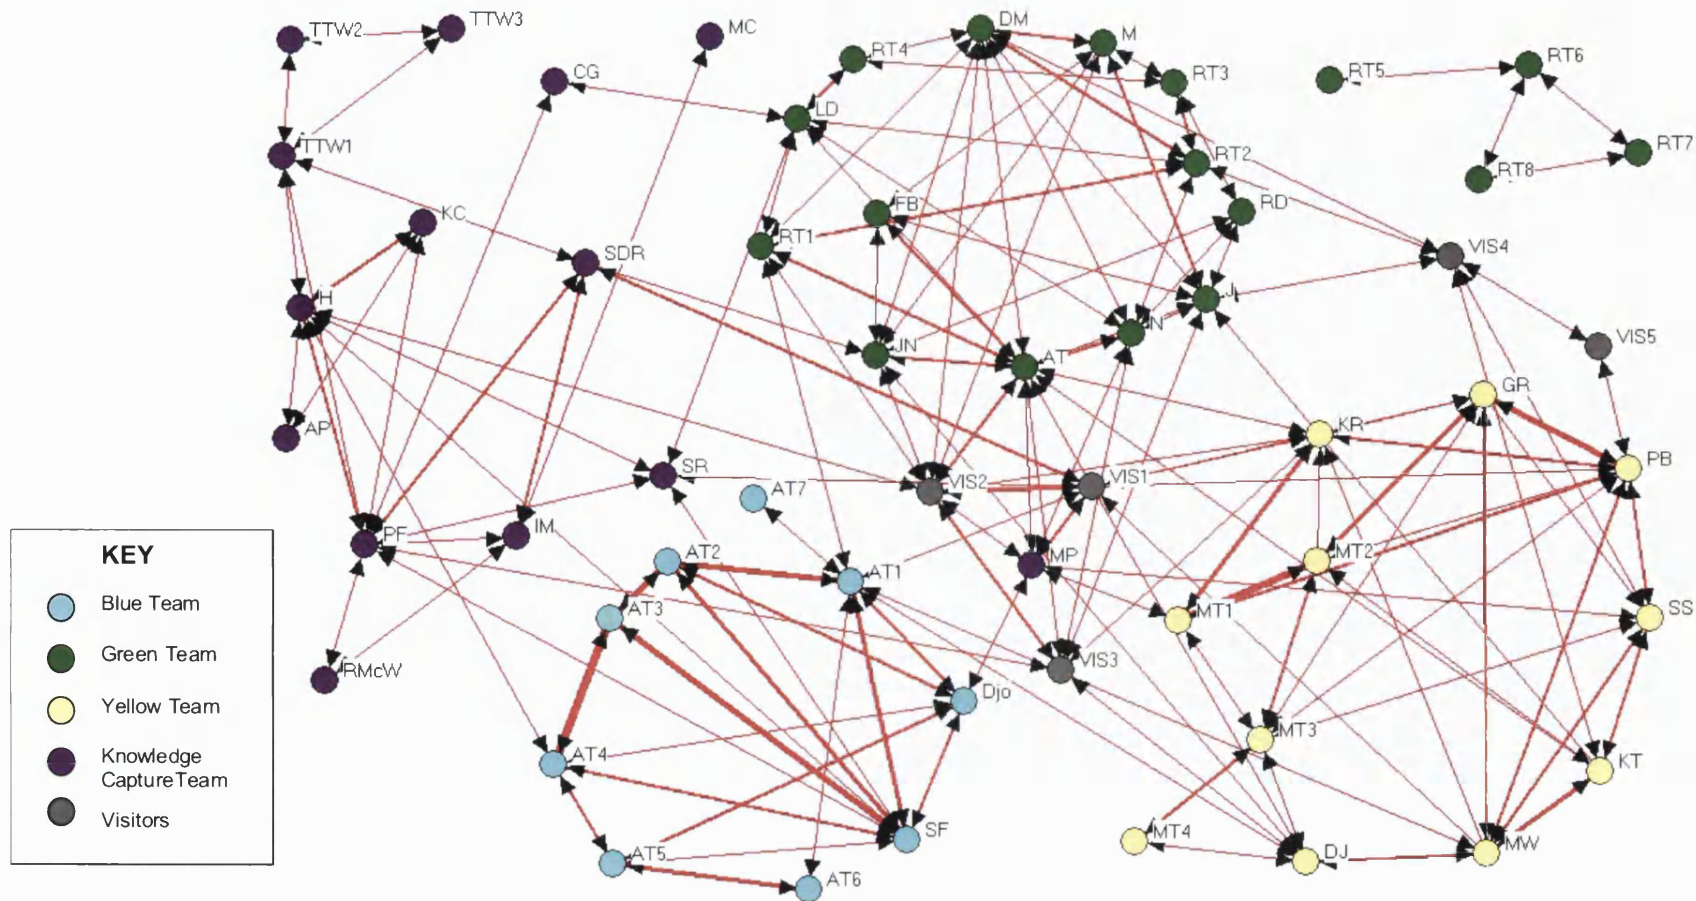 TTW2
TTW3
MC
DM
M
RT4
RT3
CG
LD
RT5
RT6
RT7
RT8
TTW1
RT2
KC
FB
RD
RT1
SDR
VIS4
H
JN
AT
N
VIS5
GR
AP
KR
PB
SR
AT7
VIS2
VIS1
PF
IM
AT2
AT1
MP
MT2
AT3
MT1
SS
RMcW
VIS3
Djo
MT3
AT4
KT
SF
MT4
DJ
MW
AT5
AT6
KEY
Blue Team
Green Team
Yellow Team
Knowledge
CaptureTeam
Visitors